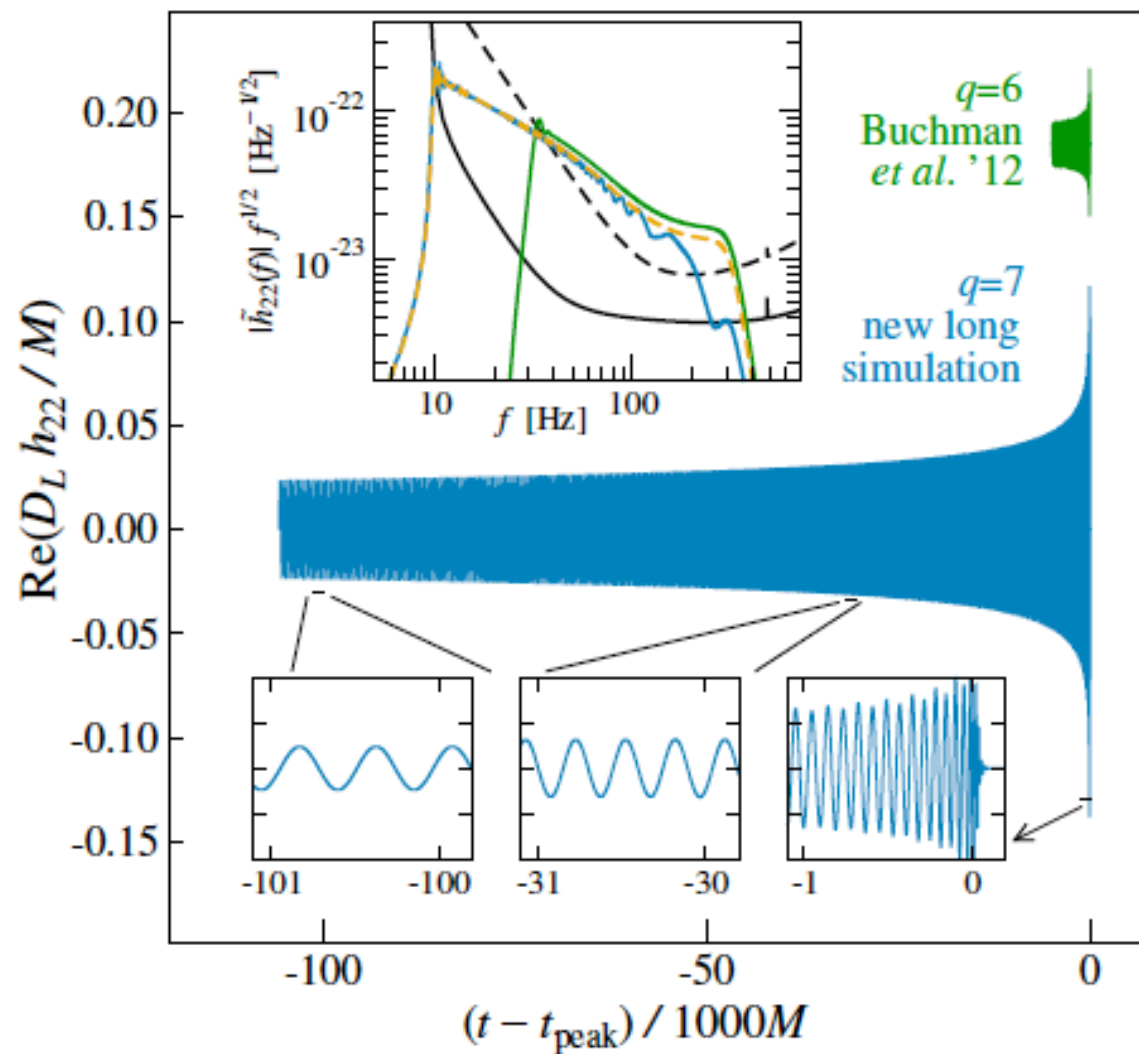 |h̃₂₂(f)| f^{1/2} [Hz^{-1/2}]
10^{-22}
10^{-23}
10
100
f [Hz]
q=6
Buchman
et al. ’12
q=7
new long
simulation
Re(D_L h₂₂ / M)
0.20
0.15
0.10
0.05
0.00
-0.05
-0.10
-0.15
-101
-100
-31
-30
-1
0
-100
-50
0
(t − t_peak) / 1000M